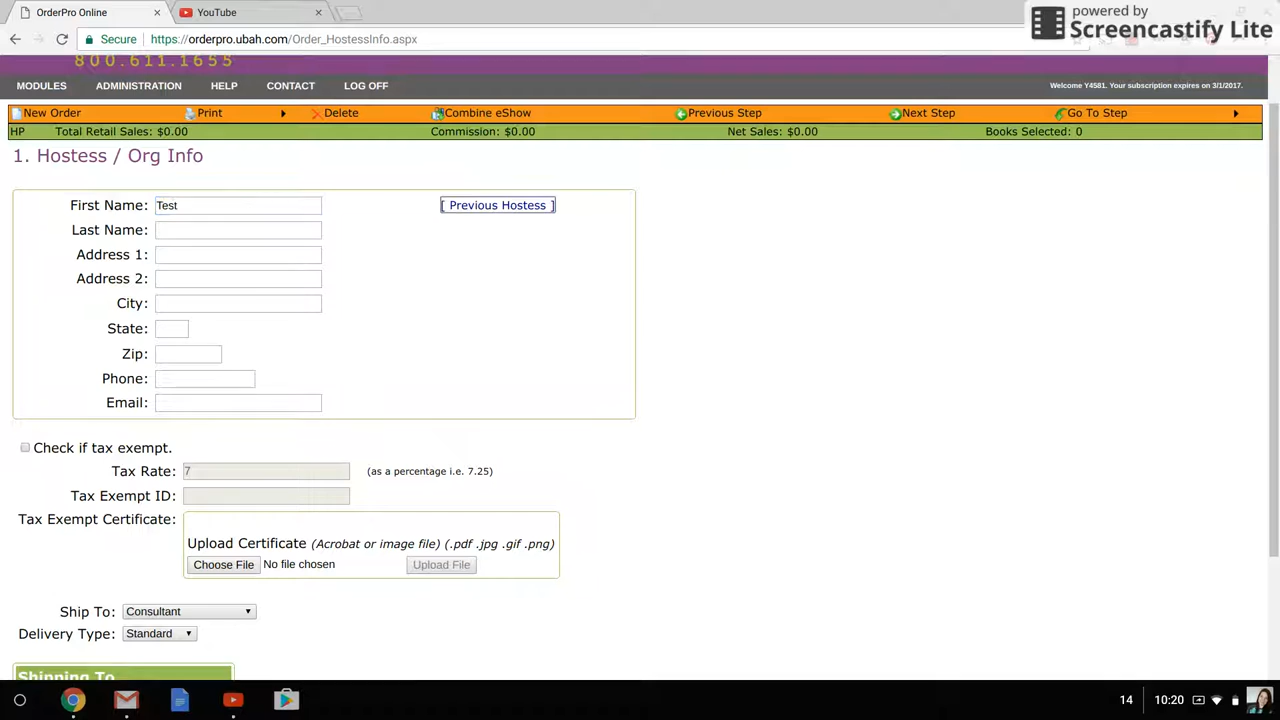 OrderPro Online
YouTube
powered by
Screencastify Lite
Secure https://orderpro.ubah.com/Order_HostessInfo.aspx
800.611.1655
MODULES ADMINISTRATION HELP CONTACT LOG OFF Welcome Y4581. Your subscription expires on 3/1/2017.
New Order Print Delete Combine eShow Previous Step Next Step Go To Step
HP Total Retail Sales: $0.00 Commission: $0.00 Net Sales: $0.00 Books Selected: 0
1. Hostess / Org Info
First Name: Test [ Previous Hostess ]
Last Name:
Address 1:
Address 2:
City:
State:
Zip:
Phone:
Email:
Check if tax exempt.
Tax Rate: 7 (as a percentage i.e. 7.25)
Tax Exempt ID:
Tax Exempt Certificate:
Upload Certificate (Acrobat or image file) (.pdf .jpg .gif .png)
Choose File No file chosen Upload File
Ship To: Consultant
Delivery Type: Standard
Shipping To
14 10:20